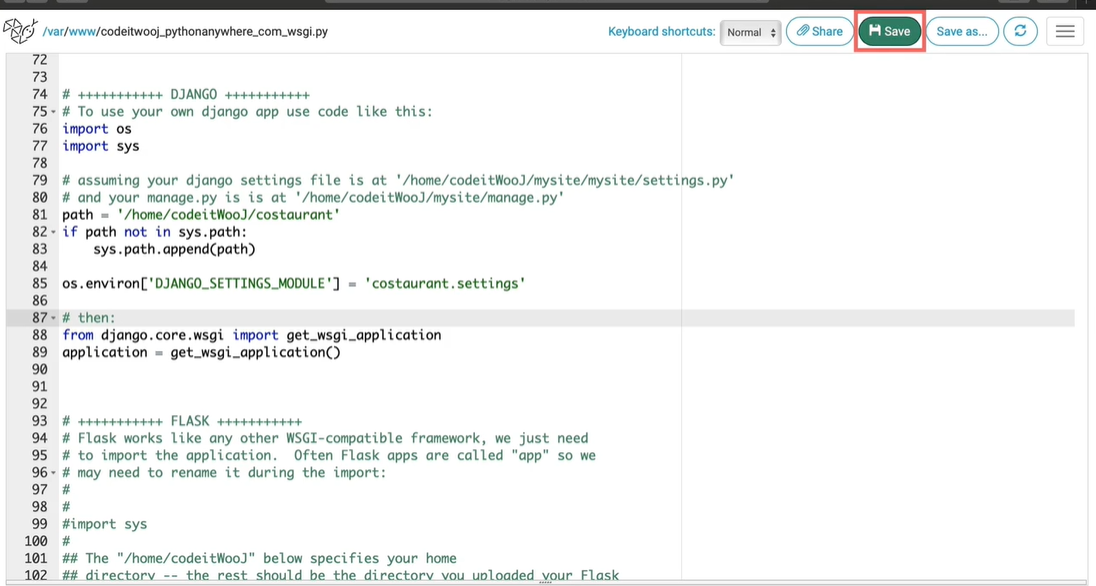 /var/www/codeitwooj_pythonanywhere_com_wsgi.py Keyboard shortcuts: Normal Share Save Save as...
72
73
74 # +++++++++++ DJANGO +++++++++++
75 # To use your own django app use code like this:
76 import os
77 import sys
78
79 # assuming your django settings file is at '/home/codeitWooJ/mysite/mysite/settings.py'
80 # and your manage.py is is at '/home/codeitWooJ/mysite/manage.py'
81 path = '/home/codeitWooJ/costaurant'
82 if path not in sys.path:
83     sys.path.append(path)
84
85 os.environ['DJANGO_SETTINGS_MODULE'] = 'costaurant.settings'
86
87 # then:
88 from django.core.wsgi import get_wsgi_application
89 application = get_wsgi_application()
90
91
92
93 # +++++++++++ FLASK +++++++++++
94 # Flask works like any other WSGI-compatible framework, we just need
95 # to import the application.  Often Flask apps are called "app" so we
96 # may need to rename it during the import:
97 #
98 #
99 #import sys
100 #
101 ## The "/home/codeitWooJ" below specifies your home
102 ## directory -- the rest should be the directory you uploaded your Flask